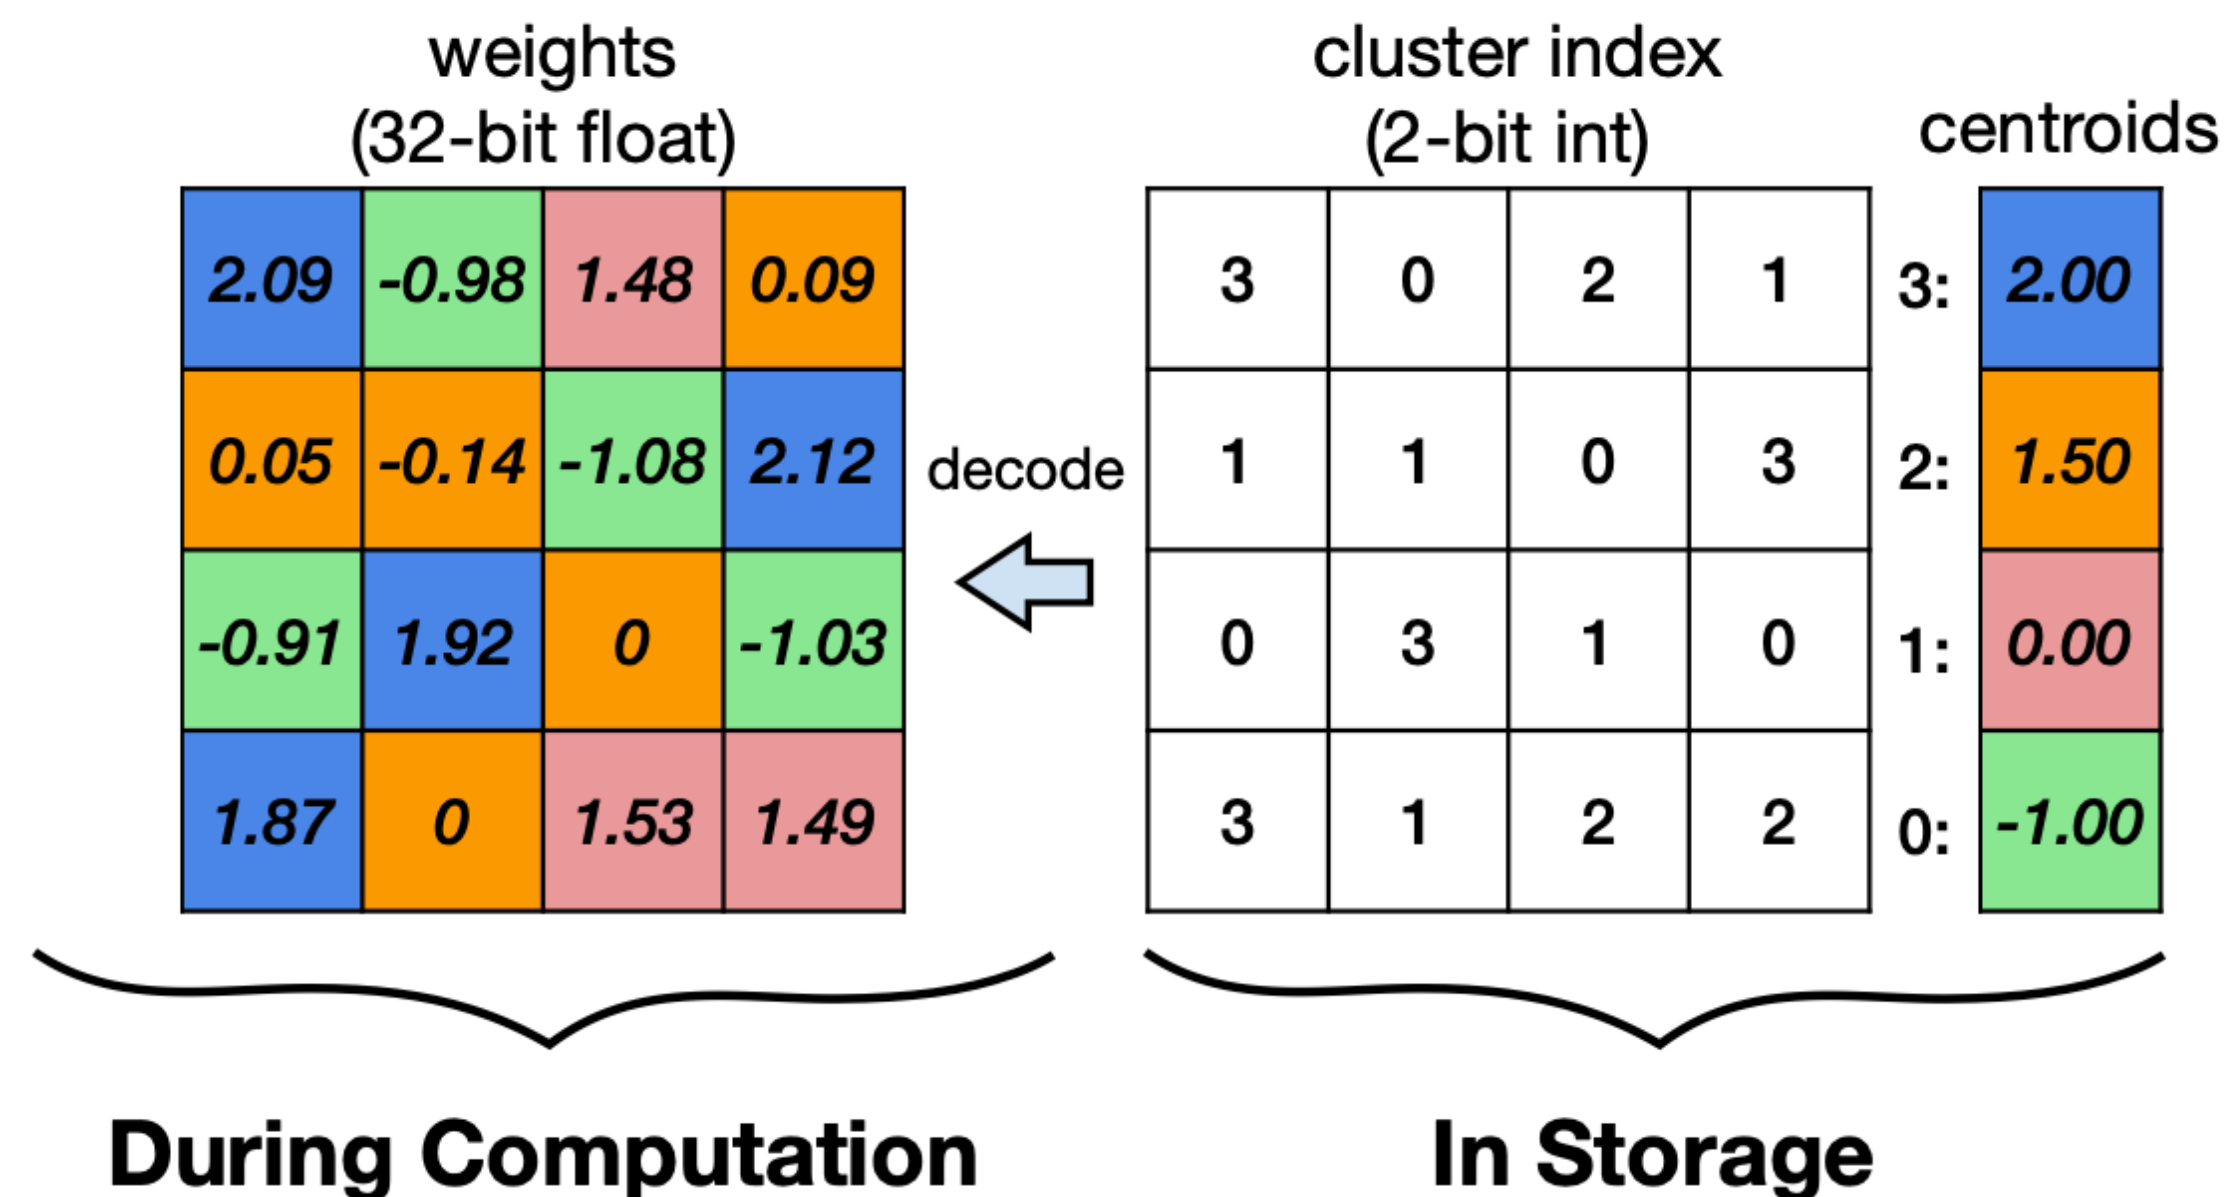 weights
(32-bit float)
cluster index
(2-bit int)
centroids
2.09 -0.98 1.48 0.09
0.05 -0.14 -1.08 2.12
-0.91 1.92 0 -1.03
1.87 0 1.53 1.49
decode
3 0 2 1
1 1 0 3
0 3 1 0
3 1 2 2
3: 2.00
2: 1.50
1: 0.00
0: -1.00
During Computation
In Storage